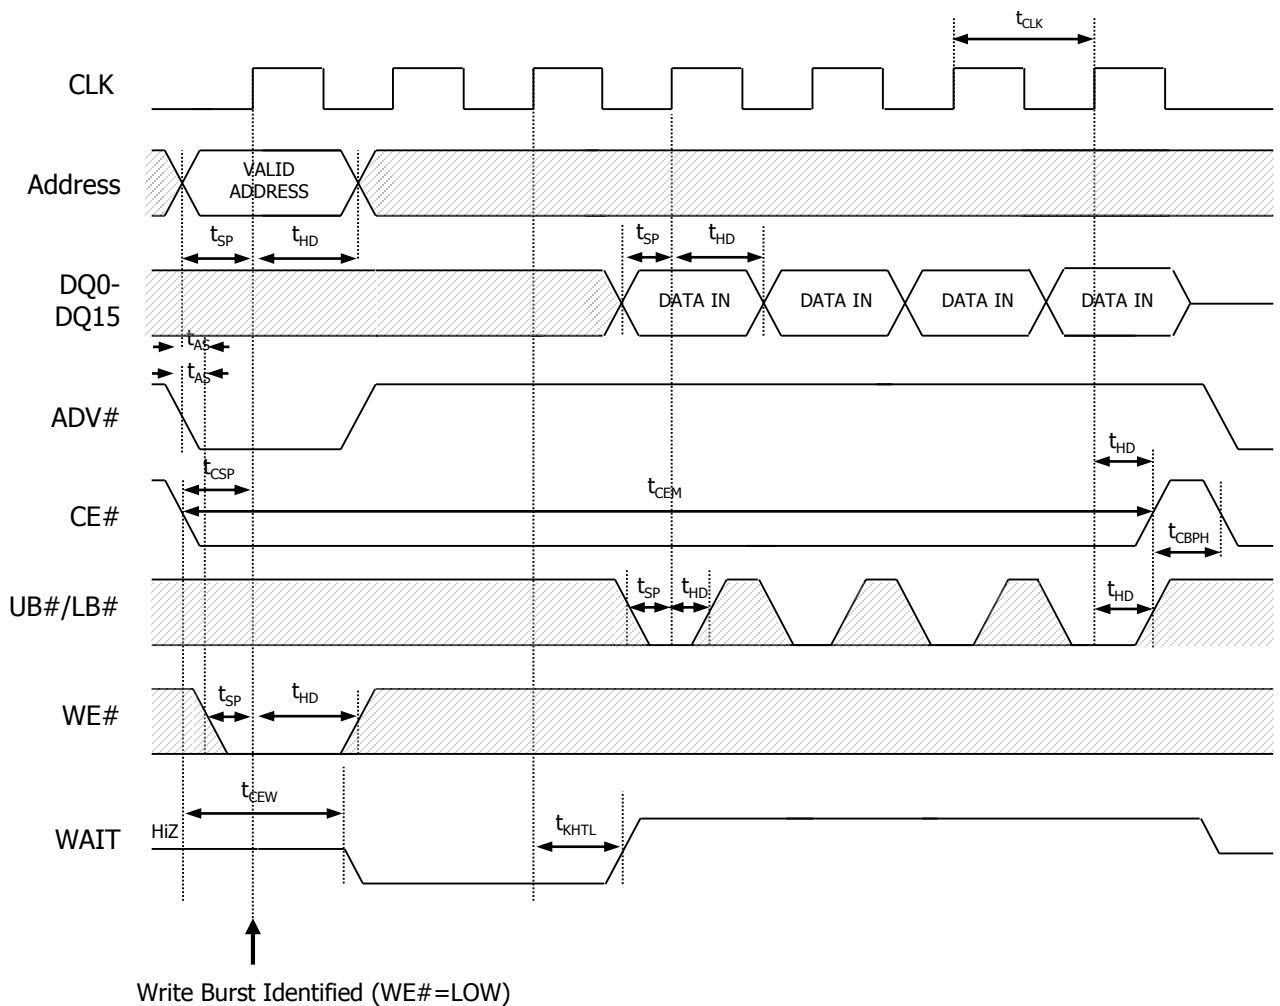 tCLK
CLK
Address
VALID
ADDRESS
tSP
tHD
tSP
tHD
DQ0-
DQ15
DATA IN
DATA IN
DATA IN
DATA IN
tAS
tAS
ADV#
tHD
tCSP
tCEM
CE#
tCBPH
UB#/LB#
tSP
tHD
tHD
WE#
tSP
tHD
tCEW
WAIT
HiZ
tKHTL
Write Burst Identified (WE#=LOW)